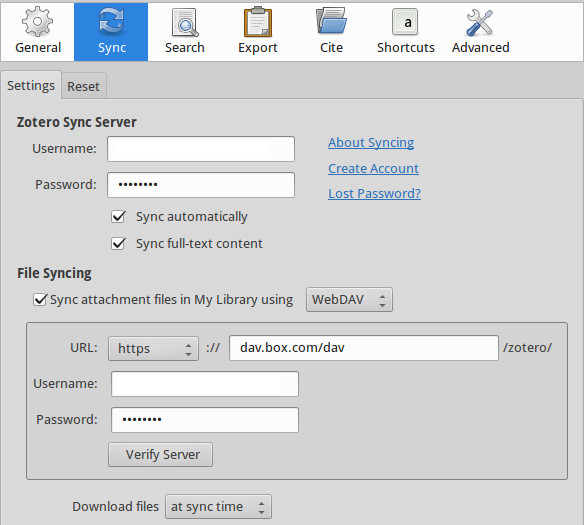 General Sync Search Export Cite Shortcuts Advanced
Settings Reset
Zotero Sync Server
Username:
About Syncing
Create Account
Password: ••••••••
Lost Password?
Sync automatically
Sync full-text content
File Syncing
Sync attachment files in My Library using WebDAV
URL: https :// dav.box.com/dav /zotero/
Username:
Password: ••••••••
Verify Server
Download files at sync time